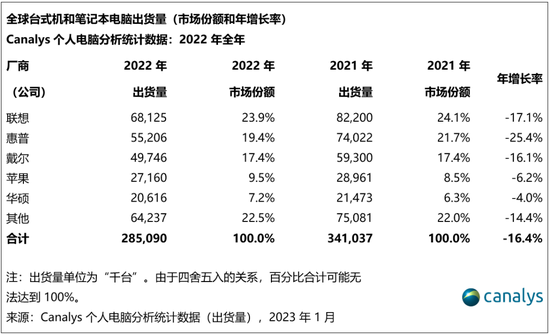 全球台式机和笔记本电脑出货量（市场份额和年增长率）
Canalys 个人电脑分析统计数据：2022 年全年
厂商（公司） 2022 年出货量 2022 年市场份额 2021 年出货量 2021 年市场份额 年增长率
联想 68,125 23.9% 82,200 24.1% -17.1%
惠普 55,206 19.4% 74,022 21.7% -25.4%
戴尔 49,746 17.4% 59,300 17.4% -16.1%
苹果 27,160 9.5% 28,961 8.5% -6.2%
华硕 20,616 7.2% 21,473 6.3% -4.0%
其他 64,237 22.5% 75,081 22.0% -14.4%
合计 285,090 100.0% 341,037 100.0% -16.4%
注：出货量单位为“千台”。由于四舍五入的关系，百分比合计可能无
法达到 100%。
来源：Canalys 个人电脑分析统计数据（出货量），2023 年 1 月
canalys